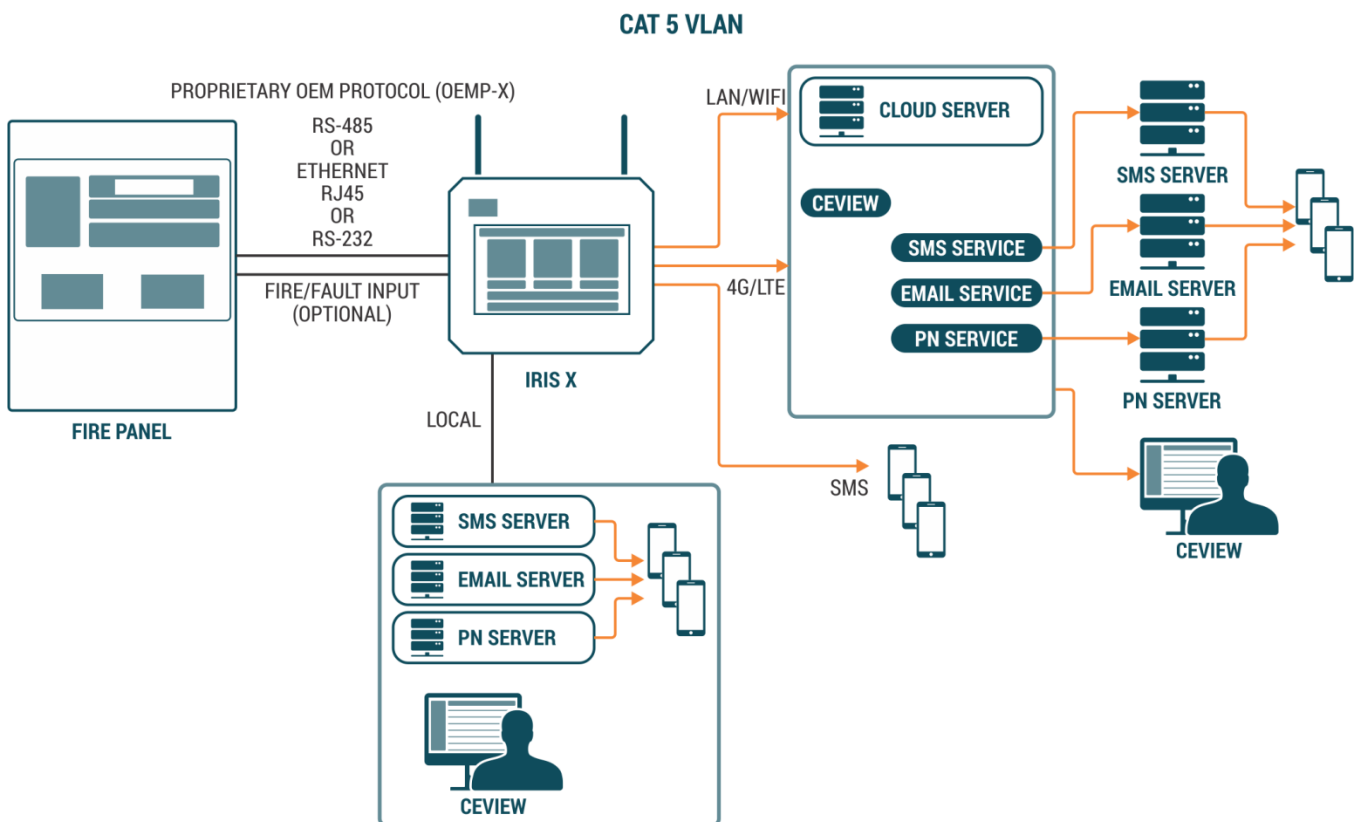 CAT 5 VLAN
PROPRIETARY OEM PROTOCOL (OEMP-X)
RS-485
OR
ETHERNET
RJ45
OR
RS-232
FIRE/FAULT INPUT
(OPTIONAL)
FIRE PANEL
IRIS X
LOCAL
LAN/WIFI
4G/LTE
SMS
CLOUD SERVER
CEVIEW
SMS SERVICE
EMAIL SERVICE
PN SERVICE
SMS SERVER
EMAIL SERVER
PN SERVER
CEVIEW
SMS SERVER
EMAIL SERVER
PN SERVER
CEVIEW